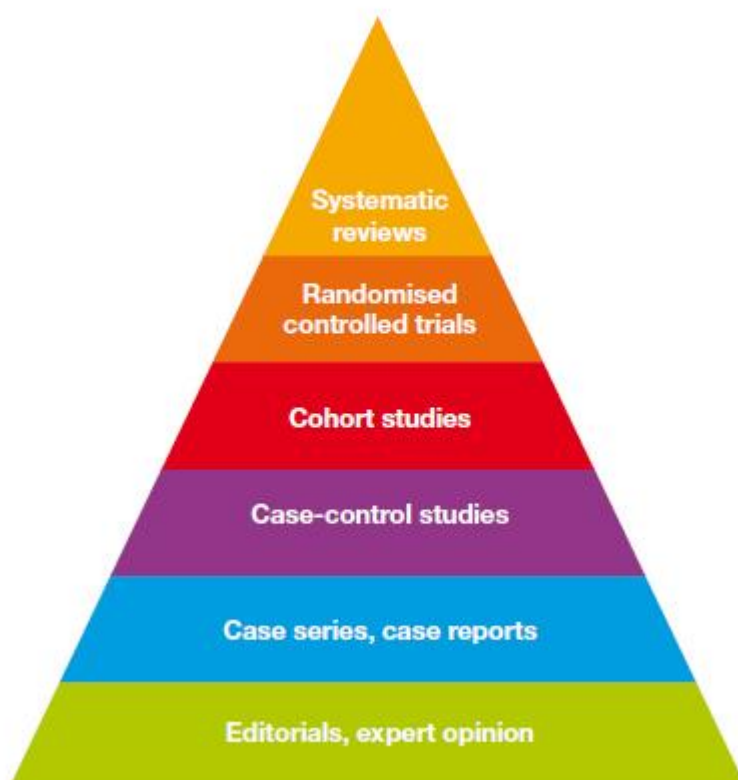 Systematic
reviews
Randomised
controlled trials
Cohort studies
Case-control studies
Case series, case reports
Editorials, expert opinion